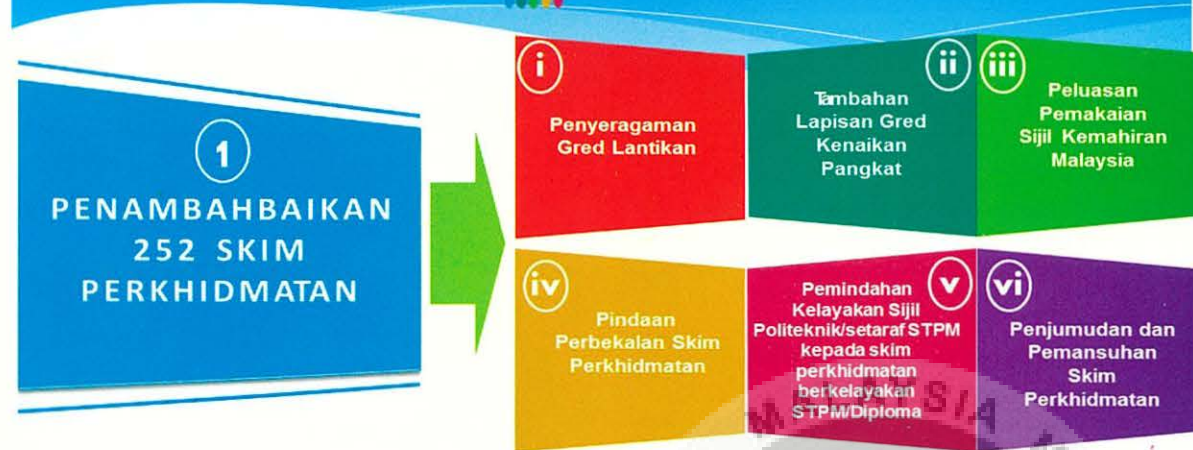 1
PENAMBAHBAIKAN
252 SKIM
PERKHIDMATAN
i
Penyeragaman
Gred Lantikan
ii
Tambahan
Lapisan Gred
Kenaikan
Pangkat
iii
Peluasan
Pemakaian
Sijil Kemahiran
Malaysia
iv
Pindaan
Perbekalan Skim
Perkhidmatan
v
Pemindahan
Kelayakan Sijil
Politeknik/setaraf STPM
kepada skim
perkhidmatan
berkelayakan
STPM/Diploma
vi
Penjumudan dan
Pemansuhan
Skim
Perkhidmatan
MALAYSIA